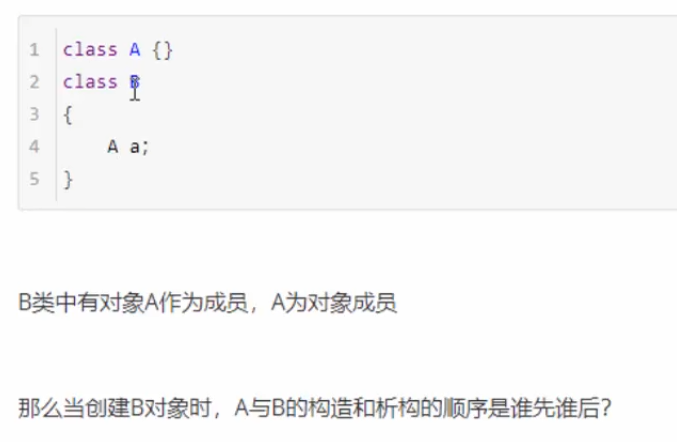 1 class A {}
2 class B
3 {
4     A a;
5 }
B类中有对象A作为成员，A为对象成员
那么当创建B对象时，A与B的构造和析构的顺序是谁先谁后？